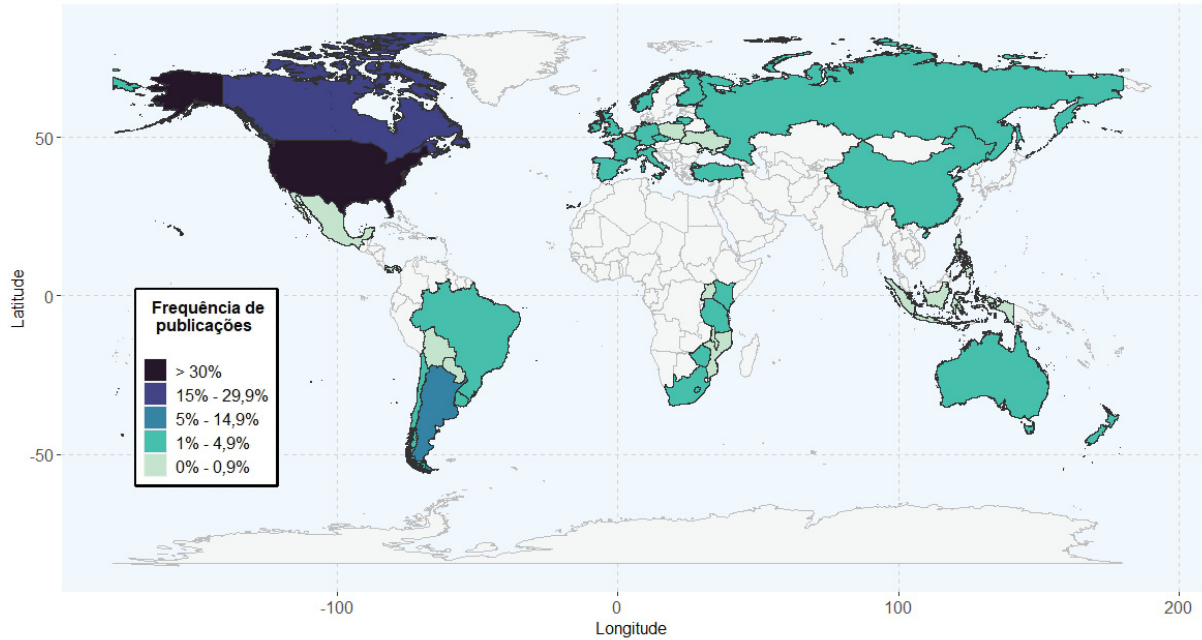 50
0
-50
Latitude
Frequência de
publicações
> 30%
15% - 29,9%
5% - 14,9%
1% - 4,9%
0% - 0,9%
-100
0
100
200
Longitude